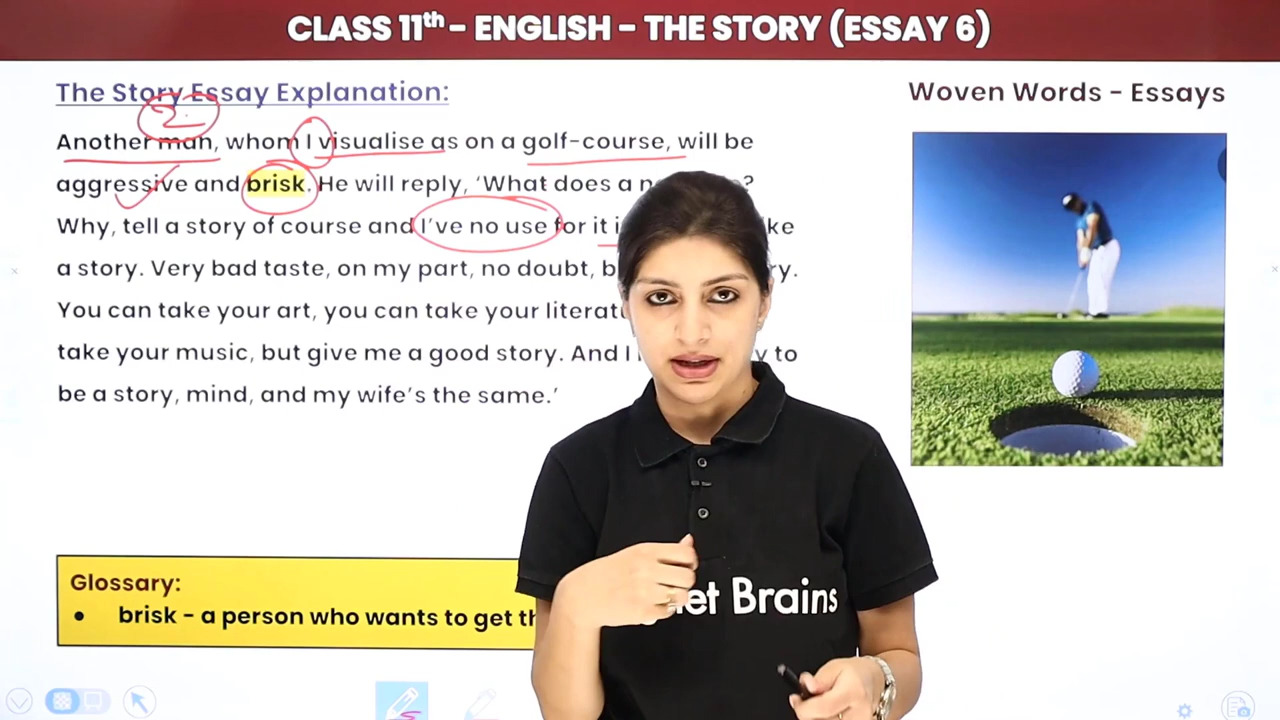 CLASS 11th - ENGLISH - THE STORY (ESSAY 6)
The Story Essay Explanation:
Woven Words - Essays
2
Another man, whom I visualise as on a golf-course, will be
aggressive and brisk. He will reply, ‘What does a
Why, tell a story of course and I’ve no use for it
a story. Very bad taste, on my part, no doubt,
You can take your art, you can take your
take your music, but give me a good story. And I to
be a story, mind, and my wife’s the same.’
Glossary:
• brisk - a person who wants to get
Brains